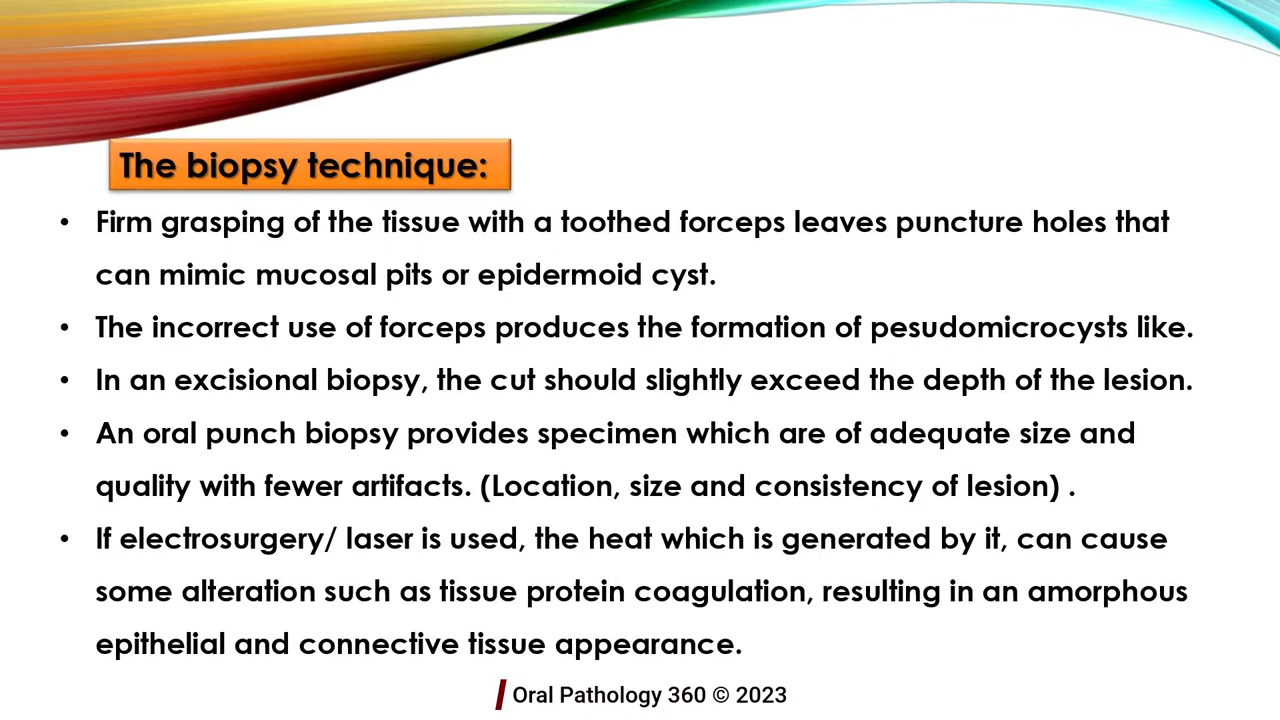 The biopsy technique:
• Firm grasping of the tissue with a toothed forceps leaves puncture holes that
can mimic mucosal pits or epidermoid cyst.
• The incorrect use of forceps produces the formation of pesudomicrocysts like.
• In an excisional biopsy, the cut should slightly exceed the depth of the lesion.
• An oral punch biopsy provides specimen which are of adequate size and
quality with fewer artifacts. (Location, size and consistency of lesion) .
• If electrosurgery/ laser is used, the heat which is generated by it, can cause
some alteration such as tissue protein coagulation, resulting in an amorphous
epithelial and connective tissue appearance.
Oral Pathology 360 © 2023